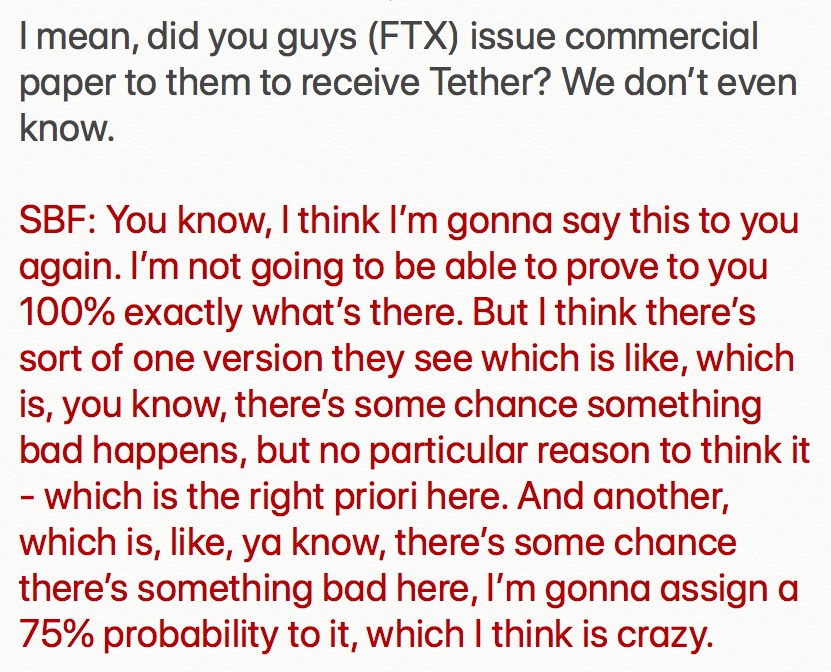 I mean, did you guys (FTX) issue commercial
paper to them to receive Tether? We don't even
know.
SBF: You know, I think I'm gonna say this to you
again. I'm not going to be able to prove to you
100% exactly what's there. But I think there's
sort of one version they see which is like, which
is, you know, there's some chance something
bad happens, but no particular reason to think it
- which is the right priori here. And another,
which is, like, ya know, there's some chance
there's something bad here, I'm gonna assign a
75% probability to it, which I think is crazy.